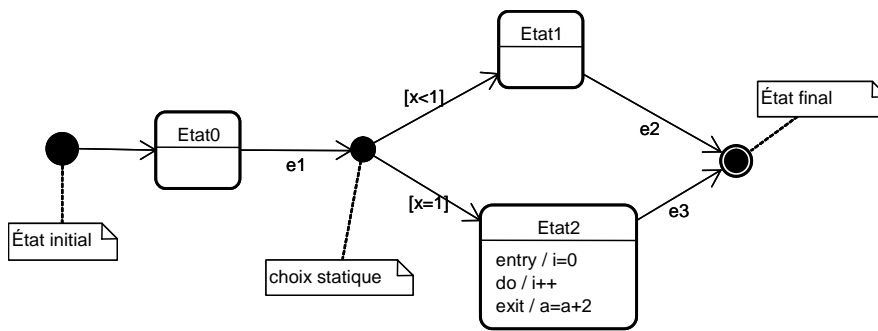 Etat1
État final
[x<1]
Etat0
e1
e2
[x=1]
e3
État initial
choix statique
Etat2
entry / i=0
do / i++
exit / a=a+2